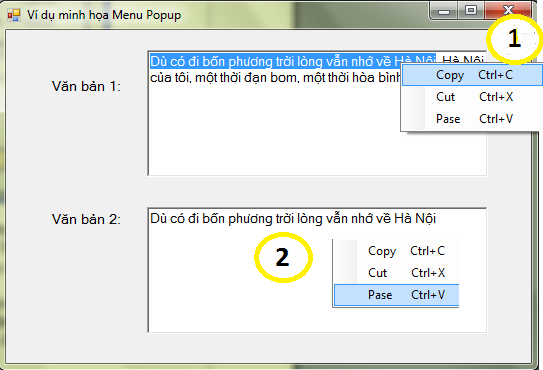 Ví dụ minh họa Menu Popup
1
Văn bản 1:
Dù có đi bốn phương trời lòng vẫn nhớ về Hà Nội, Hà Nội
của tôi, một thời đạn bom, một thời hòa bình
Copy Ctrl+C
Cut Ctrl+X
Pase Ctrl+V
Văn bản 2:
Dù có đi bốn phương trời lòng vẫn nhớ về Hà Nội
2
Copy Ctrl+C
Cut Ctrl+X
Pase Ctrl+V